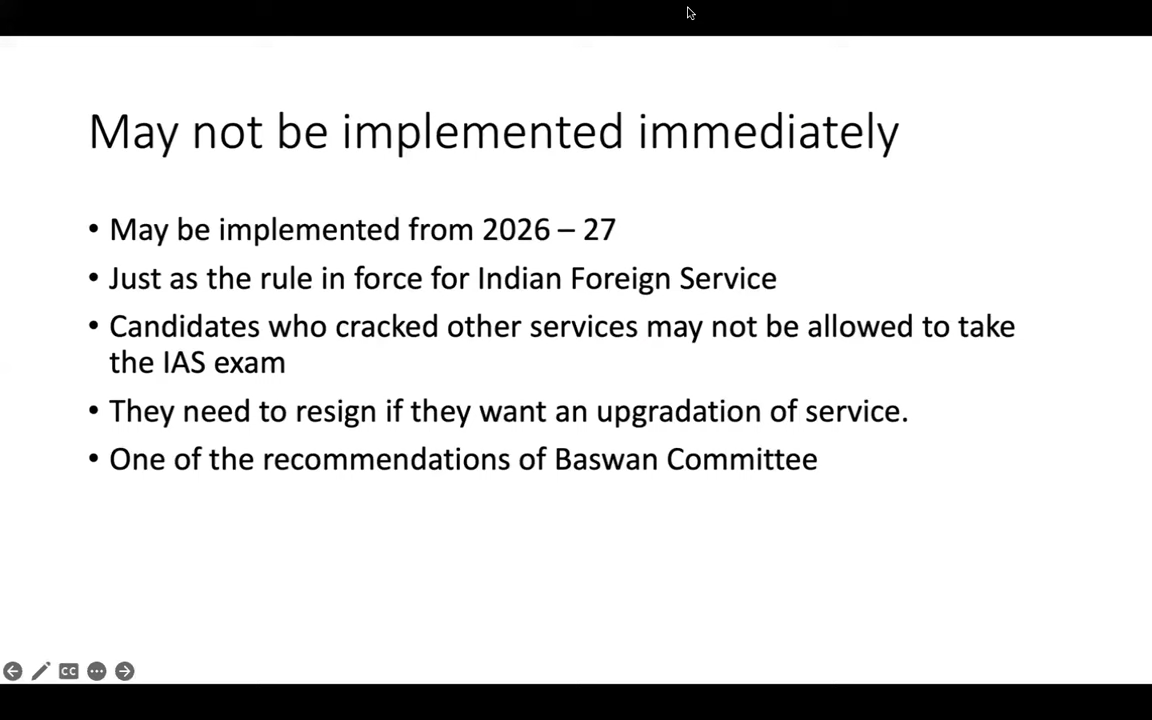 May not be implemented immediately
• May be implemented from 2026 – 27
• Just as the rule in force for Indian Foreign Service
• Candidates who cracked other services may not be allowed to take
the IAS exam
• They need to resign if they want an upgradation of service.
• One of the recommendations of Baswan Committee
CC